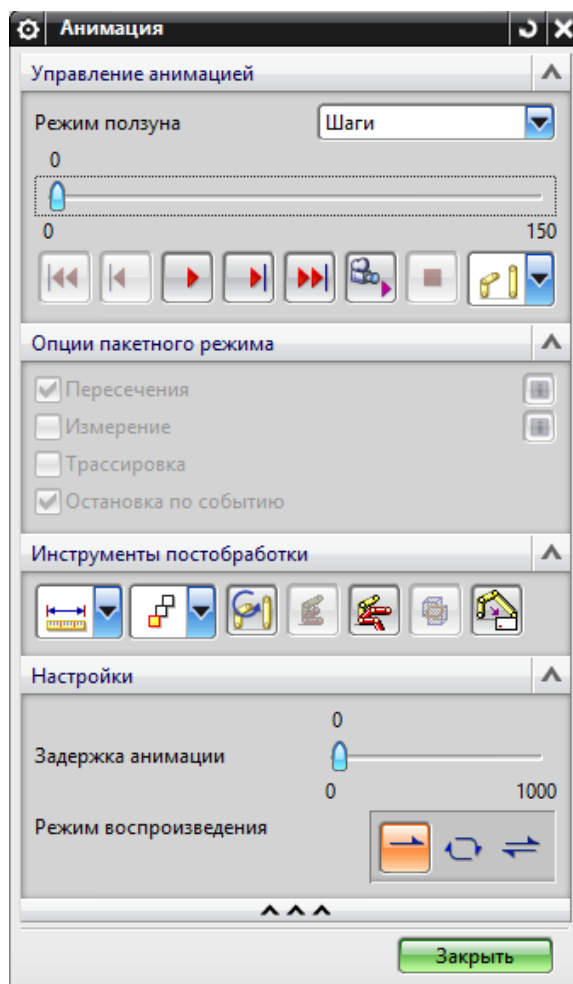 Анимация
Управление анимацией
Режим ползуна Шаги
0
0 150
Опции пакетного режима
Пересечения
Измерение
Трассировка
Остановка по событию
Инструменты постобработки
Настройки
0
Задержка анимации
0 1000
Режим воспроизведения
Закрыть